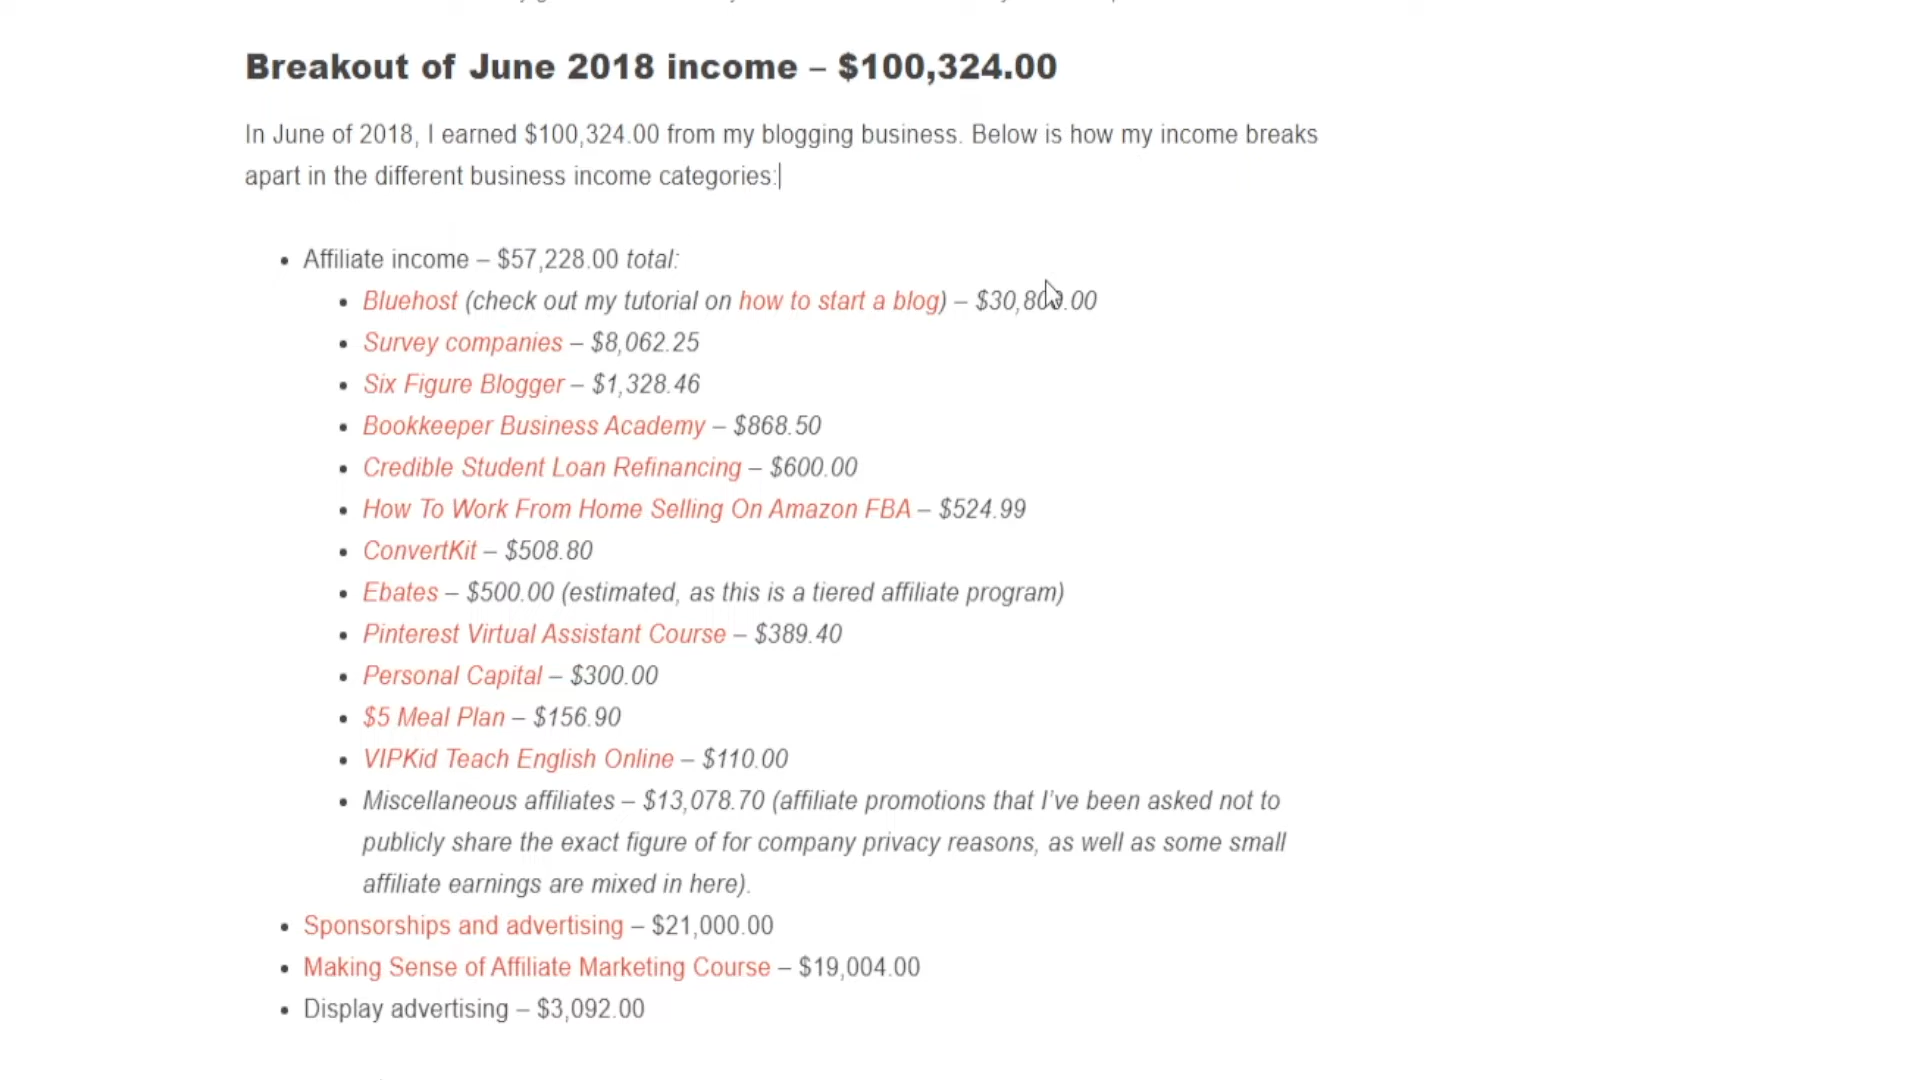 Breakout of June 2018 income – $100,324.00
In June of 2018, I earned $100,324.00 from my blogging business. Below is how my income breaks
apart in the different business income categories:
• Affiliate income – $57,228.00 total:
• Bluehost (check out my tutorial on how to start a blog) –
• Survey companies – $8,062.25
• Six Figure Blogger – $1,328.46
• Bookkeeper Business Academy – $868.50
• Credible Student Loan Refinancing – $600.00
• How To Work From Home Selling On Amazon FBA – $524.99
• ConvertKit – $508.80
• Ebates – $500.00 (estimated, as this is a tiered affiliate program)
• Pinterest Virtual Assistant Course – $389.40
• Personal Capital – $300.00
• $5 Meal Plan – $156.90
• VIPKid Teach English Online – $110.00
• Miscellaneous affiliates – $13,078.70 (affiliate promotions that I've been asked not to
publicly share the exact figure of for company privacy reasons, as well as some small
affiliate earnings are mixed in here).
• Sponsorships and advertising – $21,000.00
• Making Sense of Affiliate Marketing Course – $19,004.00
• Display advertising – $3,092.00